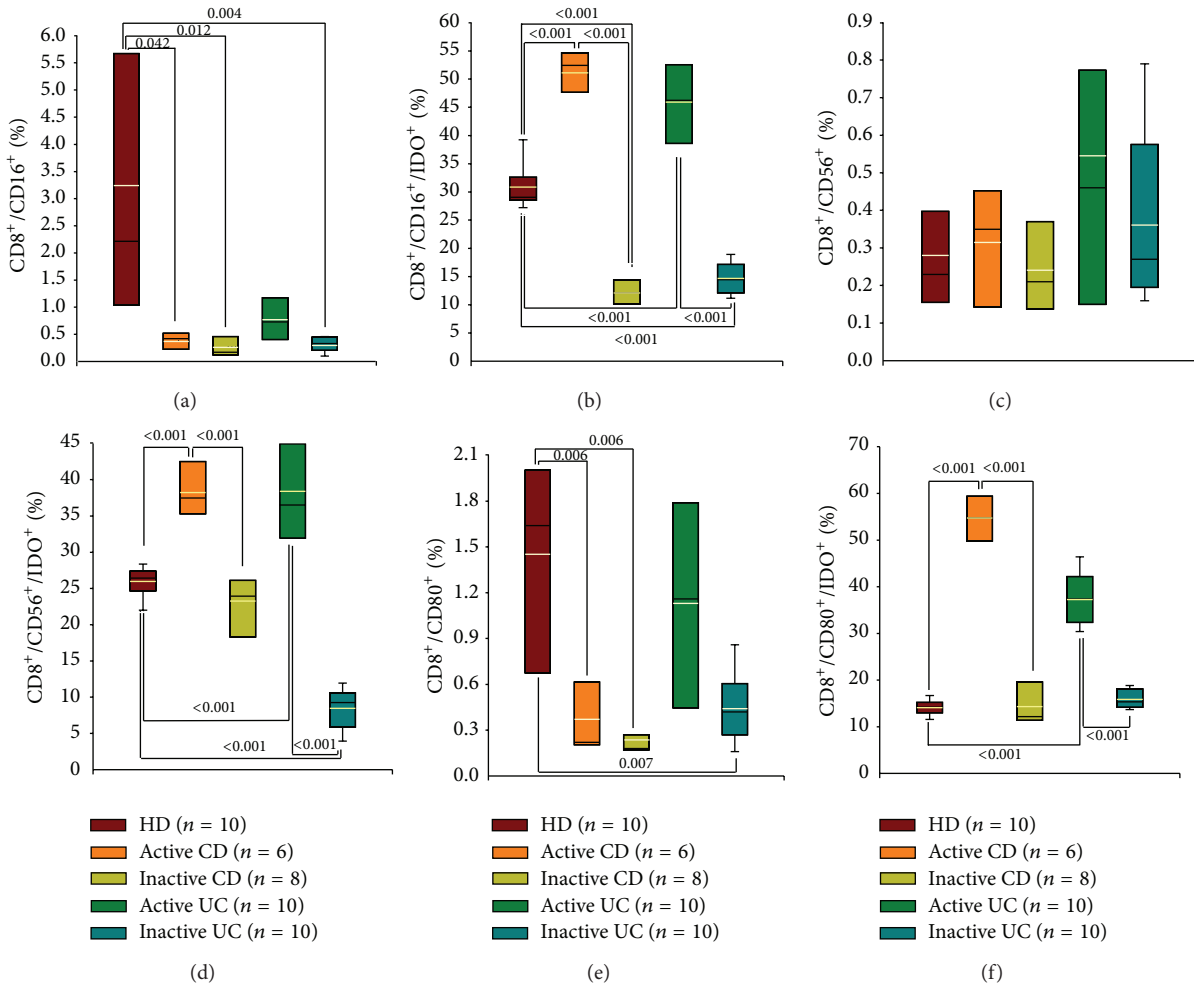 0.004
0.012
0.042
CD8+/CD16+ (%)
6.0
5.5
5.0
4.5
4.0
3.5
3.0
2.5
2.0
1.5
1.0
0.5
0.0
(a)
<0.001
<0.001 <0.001
CD8+/CD16+/IDO+ (%)
60
55
50
45
40
35
30
25
20
15
10
5
0
<0.001 <0.001
<0.001
(b)
CD8+/CD56+ (%)
0.9
0.8
0.7
0.6
0.5
0.4
0.3
0.2
0.1
0.0
(c)
<0.001 <0.001
CD8+/CD56+/IDO+ (%)
45
40
35
30
25
20
15
10
5
0
<0.001
<0.001 <0.001
HD (n = 10)
Active CD (n = 6)
Inactive CD (n = 8)
Active UC (n = 10)
Inactive UC (n = 10)
(d)
0.006
0.006
CD8+/CD80+ (%)
2.1
1.8
1.5
1.2
0.9
0.6
0.3
0.0
0.007
HD (n = 10)
Active CD (n = 6)
Inactive CD (n = 8)
Active UC (n = 10)
Inactive UC (n = 10)
(e)
<0.001 <0.001
CD8+/CD80+/IDO+ (%)
70
60
50
40
30
20
10
0
<0.001
<0.001
HD (n = 10)
Active CD (n = 6)
Inactive CD (n = 8)
Active UC (n = 10)
Inactive UC (n = 10)
(f)